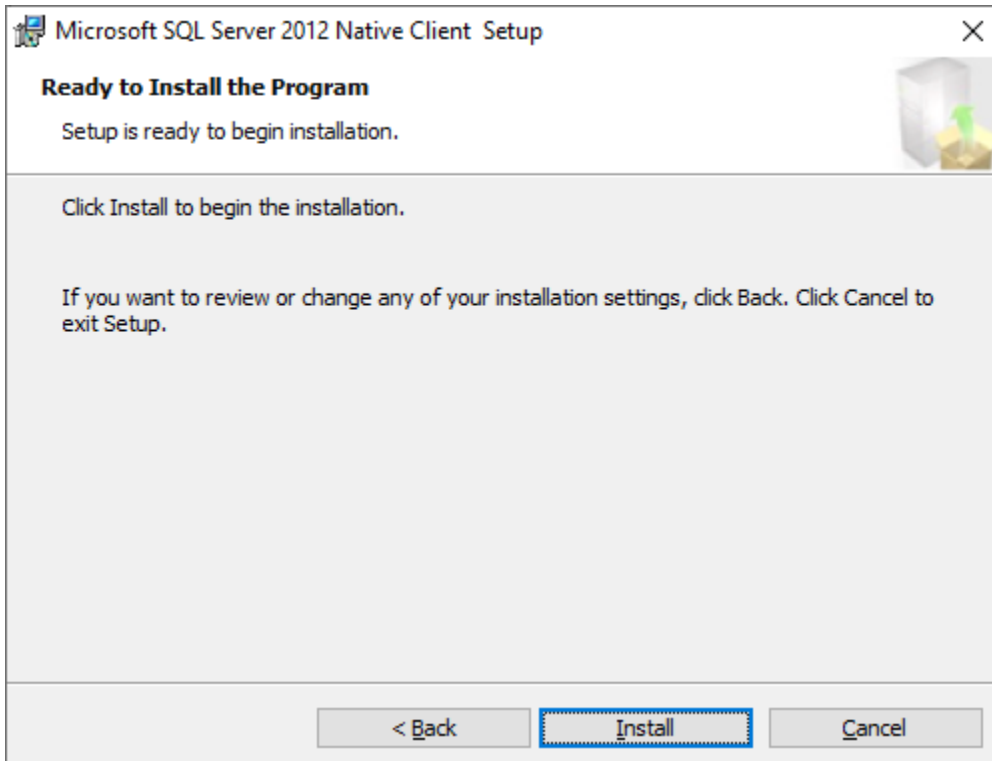 Microsoft SQL Server 2012 Native Client  Setup
Ready to Install the Program
Setup is ready to begin installation.
Click Install to begin the installation.
If you want to review or change any of your installation settings, click Back. Click Cancel to
exit Setup.
< Back
Install
Cancel